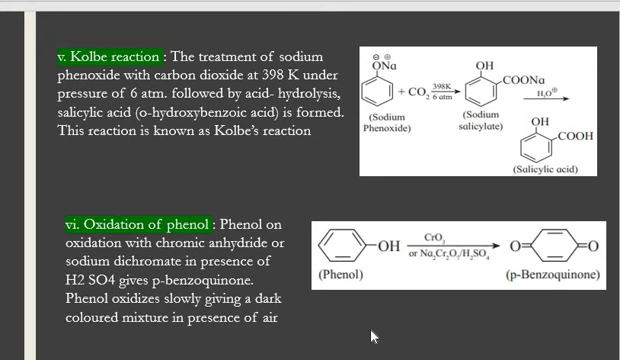 v. Kolbe reaction : The treatment of sodium
phenoxide with carbon dioxide at 398 K under
pressure of 6 atm. followed by acid- hydrolysis,
salicylic acid (o-hydroxybenzoic acid) is formed.
This reaction is known as Kolbe's reaction
⊖ ⊕
ONa
+ CO₂
398K
6 atm
OH
COONa
H₃O⊕
(Sodium
Phenoxide)
(Sodium
salicylate)
OH
COOH
(Salicylic acid)
vi. Oxidation of phenol : Phenol on
oxidation with chromic anhydride or
sodium dichromate in presence of
H2 SO4 gives p-benzoquinone.
Phenol oxidizes slowly giving a dark
coloured mixture in presence of air
OH
CrO₃
or Na₂Cr₂O₇/H₂SO₄
O= =O
(Phenol)
(p-Benzoquinone)